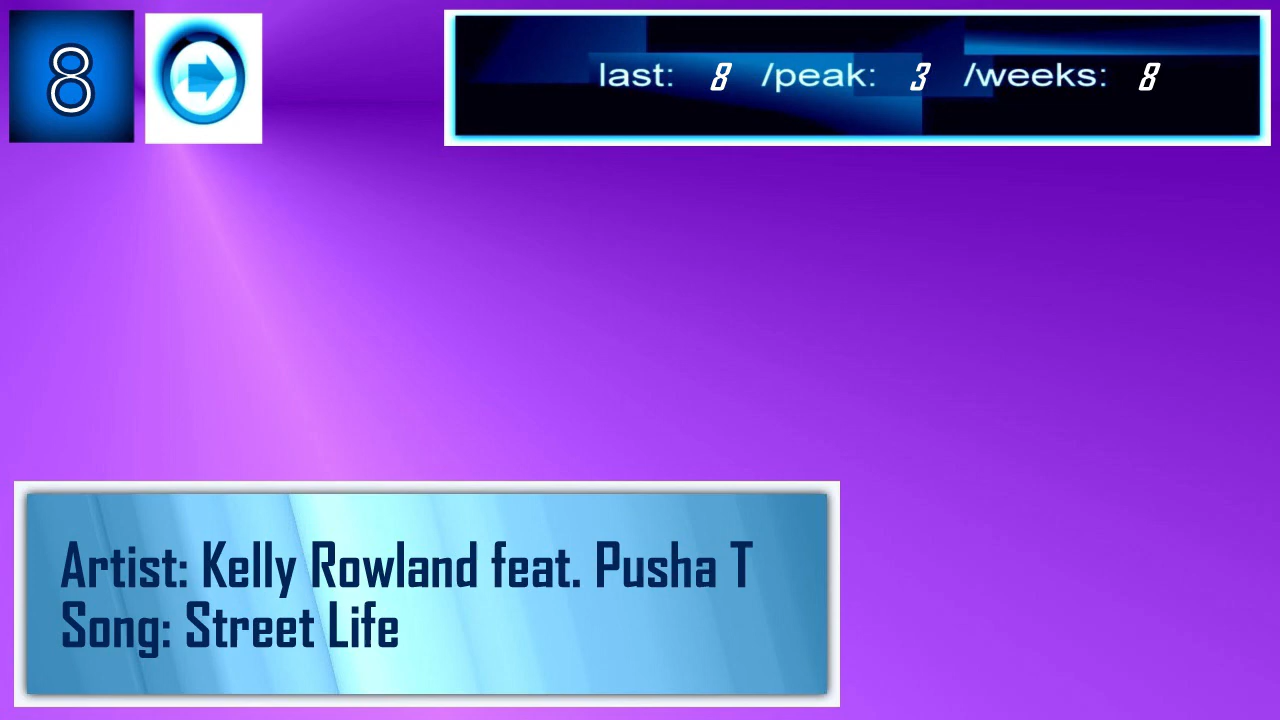 8
last: 8 /peak: 3 /weeks: 8
Artist: Kelly Rowland feat. Pusha T
Song: Street Life